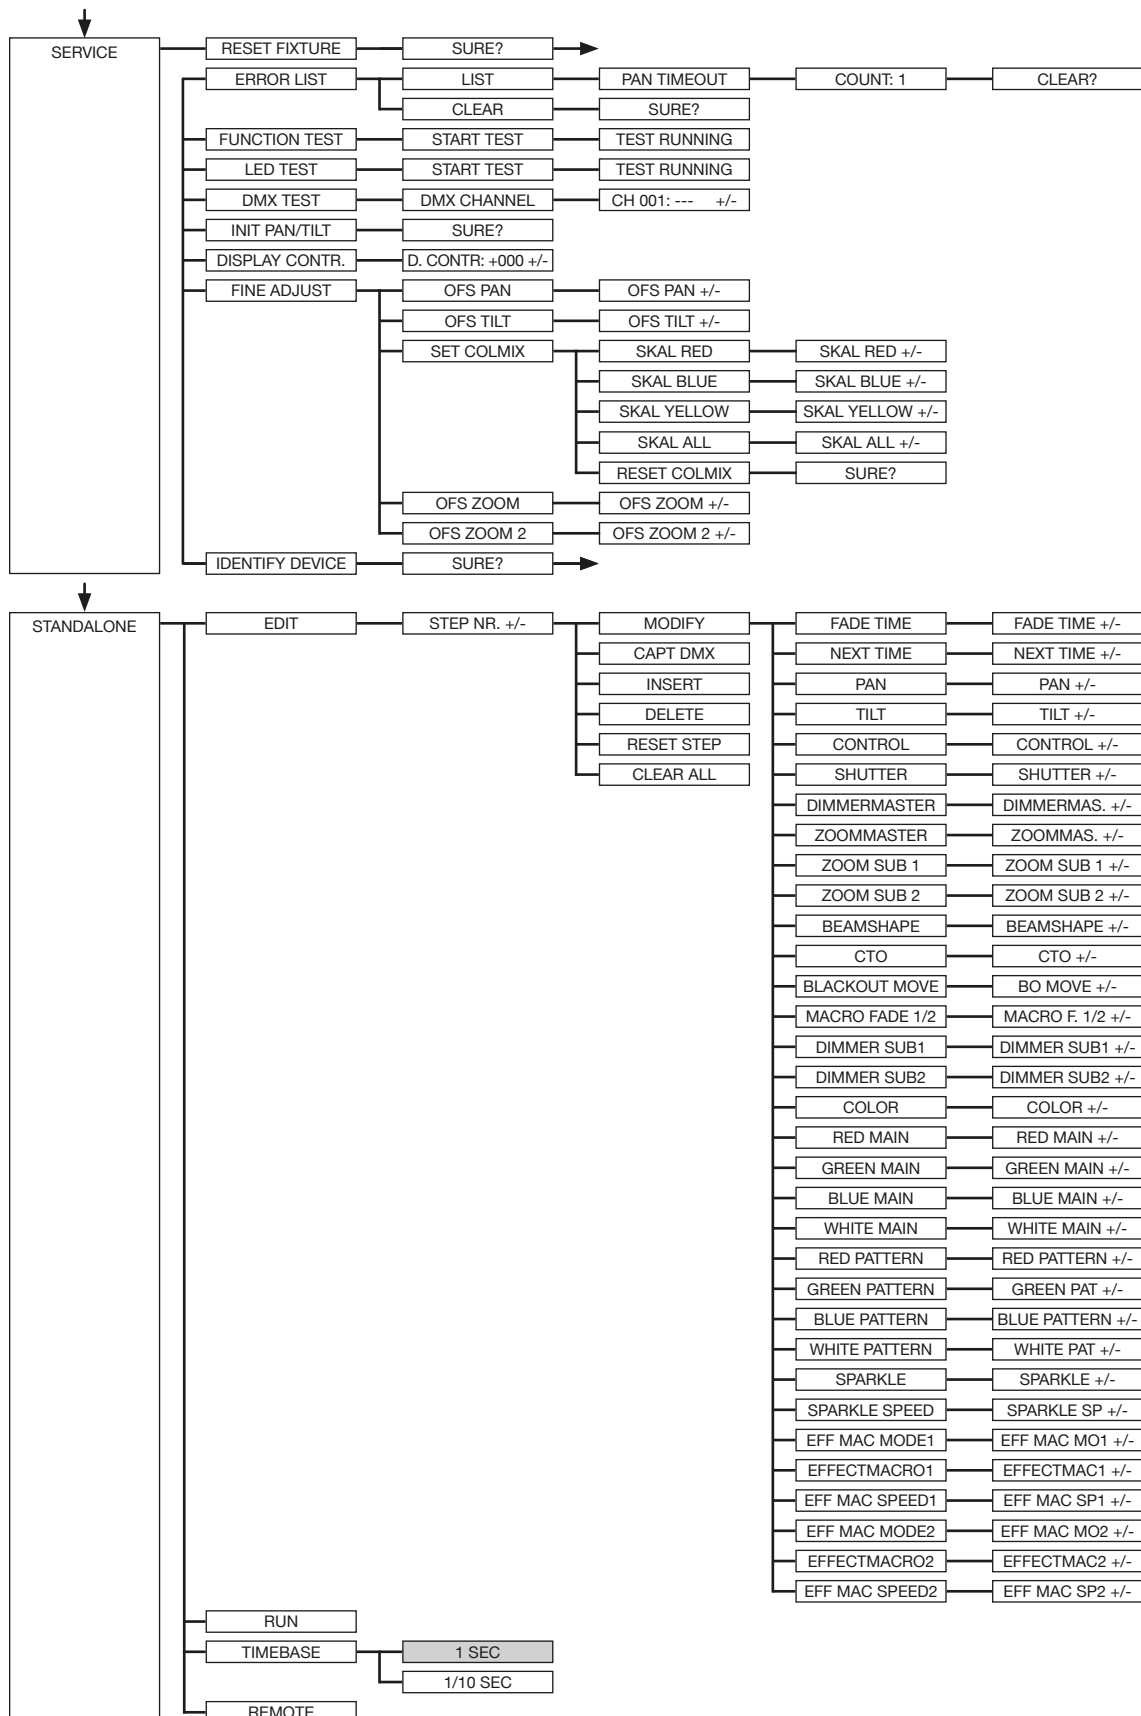 SERVICE RESET FIXTURE SURE?
ERROR LIST LIST PAN TIMEOUT COUNT: 1 CLEAR?
CLEAR SURE?
FUNCTION TEST START TEST TEST RUNNING
LED TEST START TEST TEST RUNNING
DMX TEST DMX CHANNEL CH 001: --- +/-
INIT PAN/TILT SURE?
DISPLAY CONTR. D. CONTR: +000 +/-
FINE ADJUST OFS PAN OFS PAN +/-
OFS TILT OFS TILT +/-
SET COLMIX SKAL RED SKAL RED +/-
SKAL BLUE SKAL BLUE +/-
SKAL YELLOW SKAL YELLOW +/-
SKAL ALL SKAL ALL +/-
RESET COLMIX SURE?
OFS ZOOM OFS ZOOM +/-
OFS ZOOM 2 OFS ZOOM 2 +/-
IDENTIFY DEVICE SURE?
STANDALONE EDIT STEP NR. +/- MODIFY FADE TIME FADE TIME +/-
CAPT DMX NEXT TIME NEXT TIME +/-
INSERT PAN PAN +/-
DELETE TILT TILT +/-
RESET STEP CONTROL CONTROL +/-
CLEAR ALL SHUTTER SHUTTER +/-
DIMMERMASTER DIMMERMAS. +/-
ZOOMMASTER ZOOMMAS. +/-
ZOOM SUB 1 ZOOM SUB 1 +/-
ZOOM SUB 2 ZOOM SUB 2 +/-
BEAMSHAPE BEAMSHAPE +/-
CTO CTO +/-
BLACKOUT MOVE BO MOVE +/-
MACRO FADE 1/2 MACRO F. 1/2 +/-
DIMMER SUB1 DIMMER SUB1 +/-
DIMMER SUB2 DIMMER SUB2 +/-
COLOR COLOR +/-
RED MAIN RED MAIN +/-
GREEN MAIN GREEN MAIN +/-
BLUE MAIN BLUE MAIN +/-
WHITE MAIN WHITE MAIN +/-
RED PATTERN RED PATTERN +/-
GREEN PATTERN GREEN PAT +/-
BLUE PATTERN BLUE PATTERN +/-
WHITE PATTERN WHITE PAT +/-
SPARKLE SPARKLE +/-
SPARKLE SPEED SPARKLE SP +/-
EFF MAC MODE1 EFF MAC MO1 +/-
EFFECTMACRO1 EFFECTMAC1 +/-
EFF MAC SPEED1 EFF MAC SP1 +/-
EFF MAC MODE2 EFF MAC MO2 +/-
EFFECTMACRO2 EFFECTMAC2 +/-
EFF MAC SPEED2 EFF MAC SP2 +/-
RUN
TIMEBASE 1 SEC
1/10 SEC
REMOTE